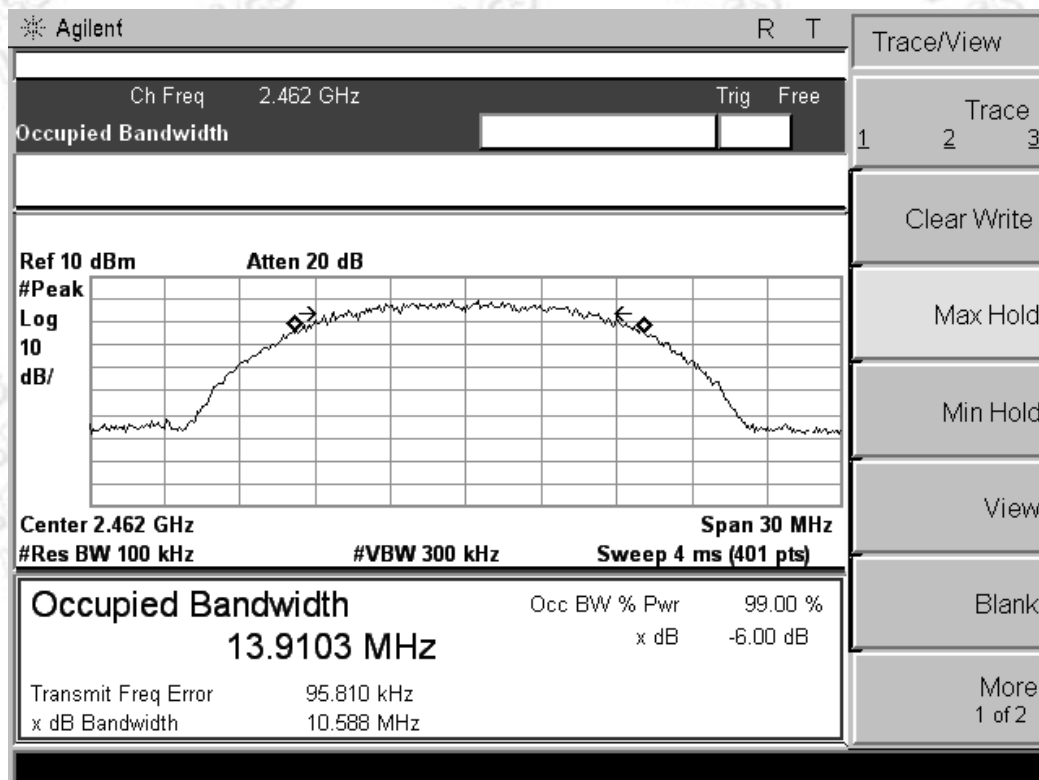 Agilent R T
Ch Freq 2.462 GHz Trig Free
Occupied Bandwidth
Ref 10 dBm Atten 20 dB
#Peak
Log
10
dB/
Center 2.462 GHz Span 30 MHz
#Res BW 100 kHz #VBW 300 kHz Sweep 4 ms (401 pts)
Occupied Bandwidth
13.9103 MHz
Occ BW % Pwr 99.00 %
x dB -6.00 dB
Transmit Freq Error 95.810 kHz
x dB Bandwidth 10.588 MHz
Trace/View
Trace
1 2 3
Clear Write
Max Hold
Min Hold
View
Blank
More
1 of 2